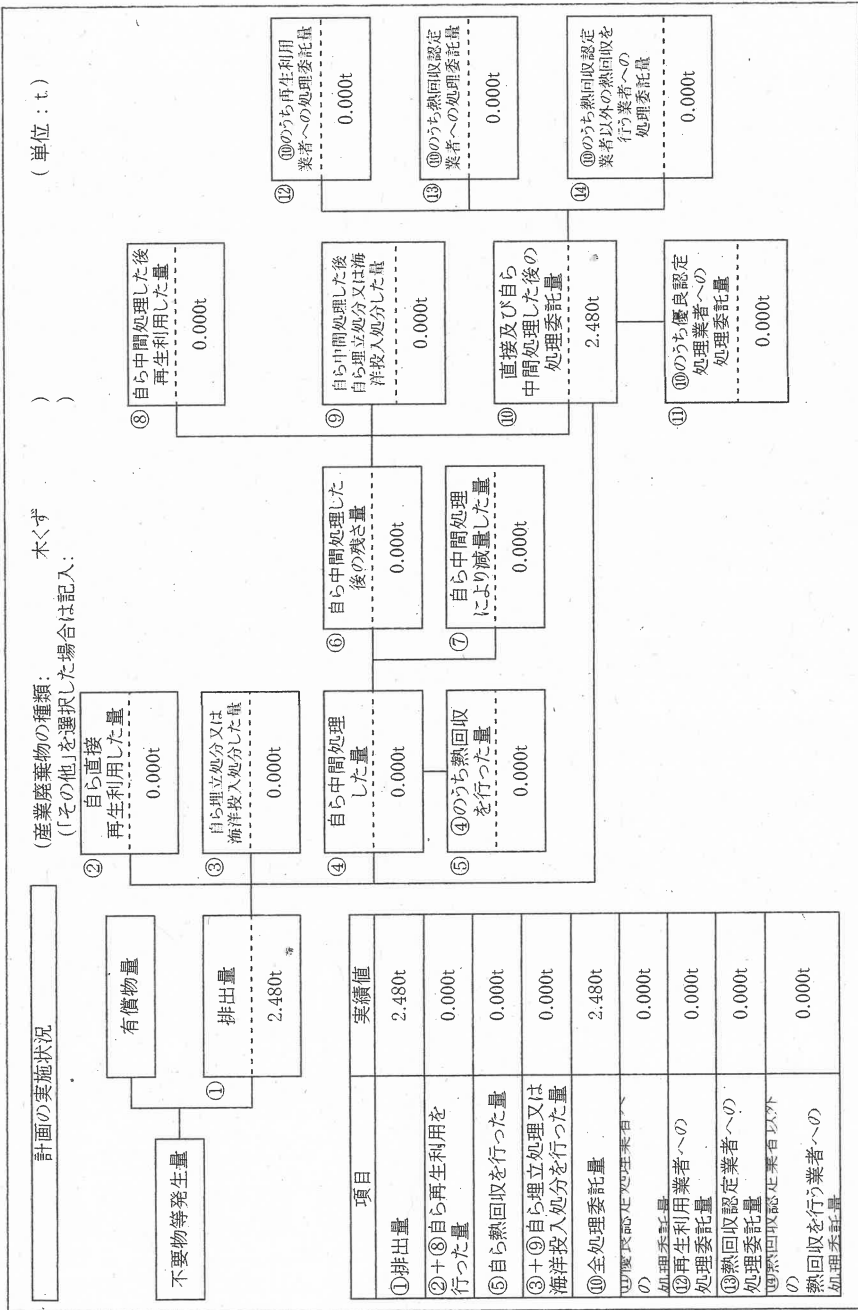 計画の実施状況
(産業廃棄物の種類: 木くず )
(「その他」を選択した場合は記入: )
(単位:t)
不要物等発生量
有償物量
①
排出量
2.480t
②
自ら直接
再生利用した量
0.000t
③
自ら埋立処分又は
海洋投入処分した量
0.000t
④
自ら中間処理
した量
0.000t
⑤
④のうち熱回収
を行った量
0.000t
⑥
自ら中間処理した
後の残さ量
0.000t
⑦
自ら中間処理
により減量した量
0.000t
⑧
自ら中間処理した後
再生利用した量
0.000t
⑨
自ら中間処理した後
自ら埋立処分又は海
洋投入処分した量
0.000t
⑩
直接及び自ら
中間処理した後の
処理委託量
2.480t
⑪
⑩のうち優良認定
処理業者への
処理委託量
0.000t
⑫
⑩のうち再生利用
業者への処理委託量
0.000t
⑬
⑩のうち熱回収認定
業者への処理委託量
0.000t
⑭
⑩のうち熱回収認定
業者以外の熱回収を
行う業者への
処理委託量
0.000t
項目 実績値
①排出量 2.480t
②+⑧自ら再生利用を
行った量 0.000t
⑤自ら熱回収を行った量 0.000t
③+⑨自ら埋立処理又は
海洋投入処分を行った量 0.000t
⑩全処理委託量 2.480t
⑪優良認定処理業者へ
の
処理委託量 0.000t
⑫再生利用業者への
処理委託量 0.000t
⑬熱回収認定業者への
処理委託量 0.000t
⑭熱回収認定業者以外
の
熱回収を行う業者への
処理委託量 0.000t